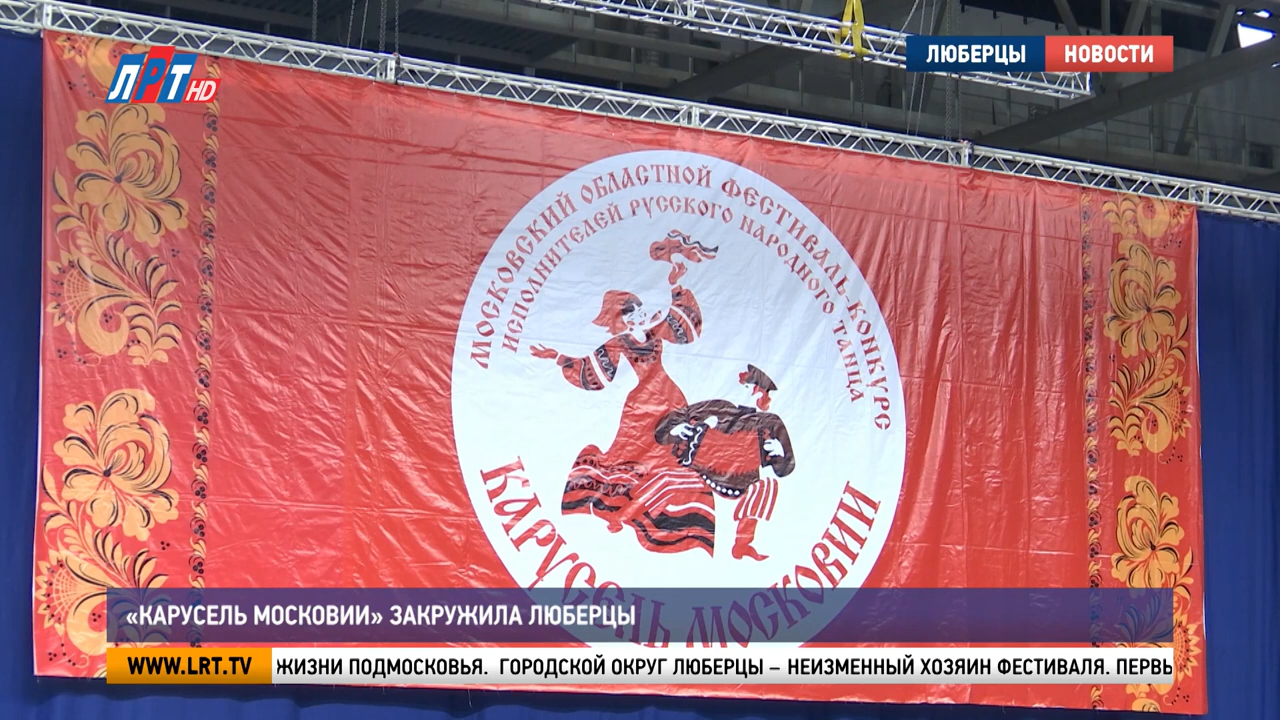 ЛРТ HD
ЛЮБЕРЦЫ НОВОСТИ
МОСКОВСКИЙ ОБЛАСТНОЙ ФЕСТИВАЛЬ-КОНКУРС
ИСПОЛНИТЕЛЕЙ РУССКОГО НАРОДНОГО ТАНЦА
КАРУСЕЛЬ МОСКОВИИ
«КАРУСЕЛЬ МОСКОВИИ» ЗАКРУЖИЛА ЛЮБЕРЦЫ
WWW.LRT.TV ЖИЗНИ ПОДМОСКОВЬЯ. ГОРОДСКОЙ ОКРУГ ЛЮБЕРЦЫ – НЕИЗМЕННЫЙ ХОЗЯИН ФЕСТИВАЛЯ. ПЕРВЫ